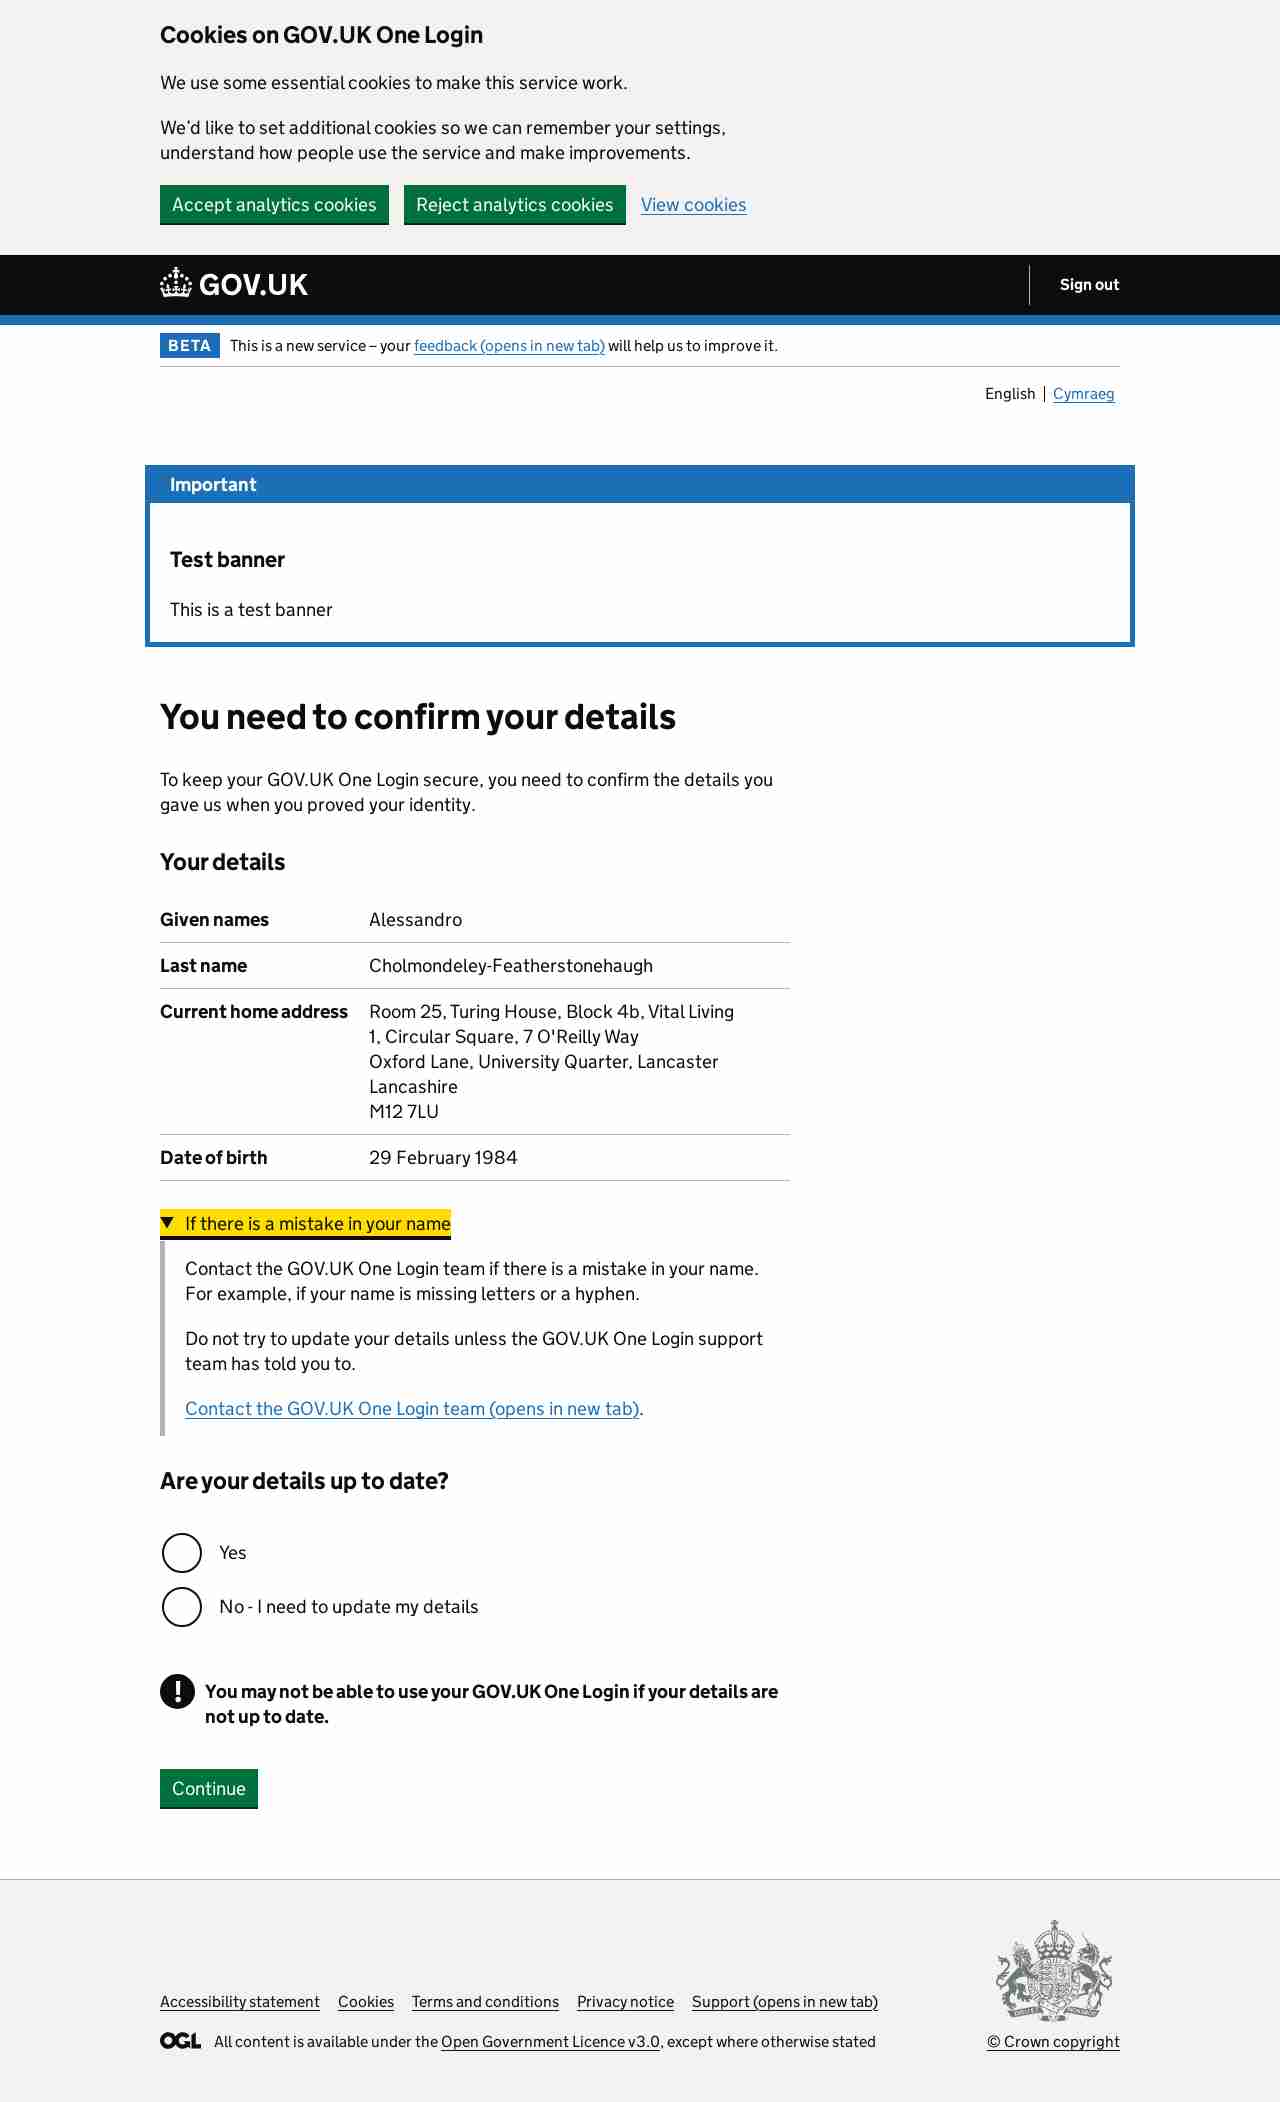 Cookies on GOV.UK One Login
We use some essential cookies to make this service work.
We'd like to set additional cookies so we can remember your settings,
understand how people use the service and make improvements.
Accept analytics cookies Reject analytics cookies View cookies
GOV.UK Sign out
BETA This is a new service – your feedback (opens in new tab) will help us to improve it.
English Cymraeg
Important
Test banner
This is a test banner
You need to confirm your details
To keep your GOV.UK One Login secure, you need to confirm the details you
gave us when you proved your identity.
Your details
Given names Alessandro
Last name Cholmondeley-Featherstonehaugh
Current home address Room 25, Turing House, Block 4b, Vital Living
1, Circular Square, 7 O'Reilly Way
Oxford Lane, University Quarter, Lancaster
Lancashire
M12 7LU
Date of birth 29 February 1984
▼ If there is a mistake in your name
Contact the GOV.UK One Login team if there is a mistake in your name.
For example, if your name is missing letters or a hyphen.
Do not try to update your details unless the GOV.UK One Login support
team has told you to.
Contact the GOV.UK One Login team (opens in new tab).
Are your details up to date?
Yes
No - I need to update my details
! You may not be able to use your GOV.UK One Login if your details are
not up to date.
Continue
Accessibility statement Cookies Terms and conditions Privacy notice Support (opens in new tab)
OGL All content is available under the Open Government Licence v3.0, except where otherwise stated
© Crown copyright